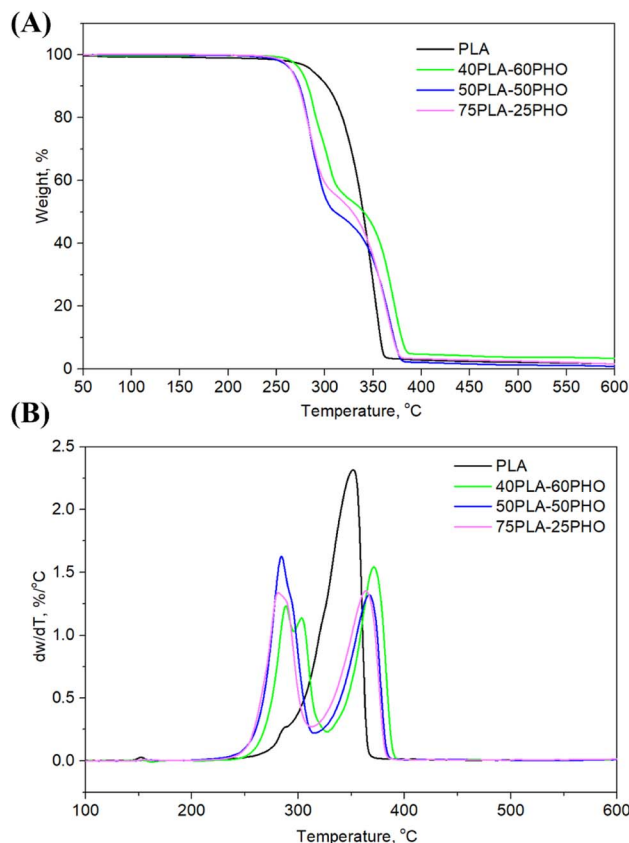 (A)
100
80
60
40
20
0
Weight, %
PLA
40PLA-60PHO
50PLA-50PHO
75PLA-25PHO
50 100 150 200 250 300 350 400 450 500 550 600
Temperature, °C
(B)
2.5
2.0
1.5
1.0
0.5
0.0
dw/dT, %/°C
PLA
40PLA-60PHO
50PLA-50PHO
75PLA-25PHO
100 200 300 400 500 600
Temperature, °C